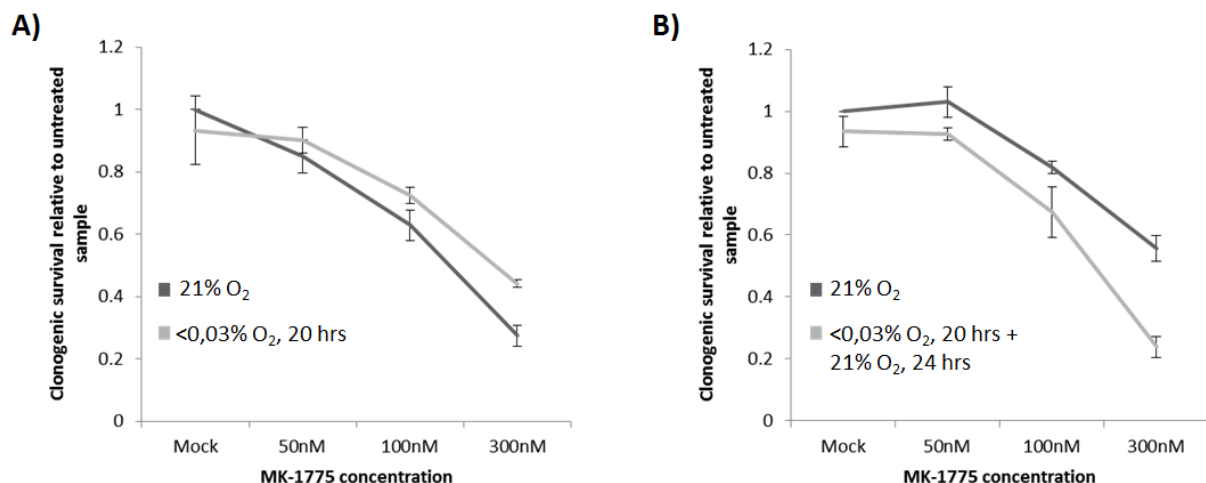 A)
Clonogenic survival relative to untreated
sample
1.2
1
0.8
0.6
0.4
0.2
0
21% O₂
<0,03% O₂, 20 hrs
Mock 50nM 100nM 300nM
MK-1775 concentration
B)
Clonogenic survival relative to untreated
sample
1.2
1
0.8
0.6
0.4
0.2
0
21% O₂
<0,03% O₂, 20 hrs +
21% O₂, 24 hrs
Mock 50nM 100nM 300nM
MK-1775 concentration